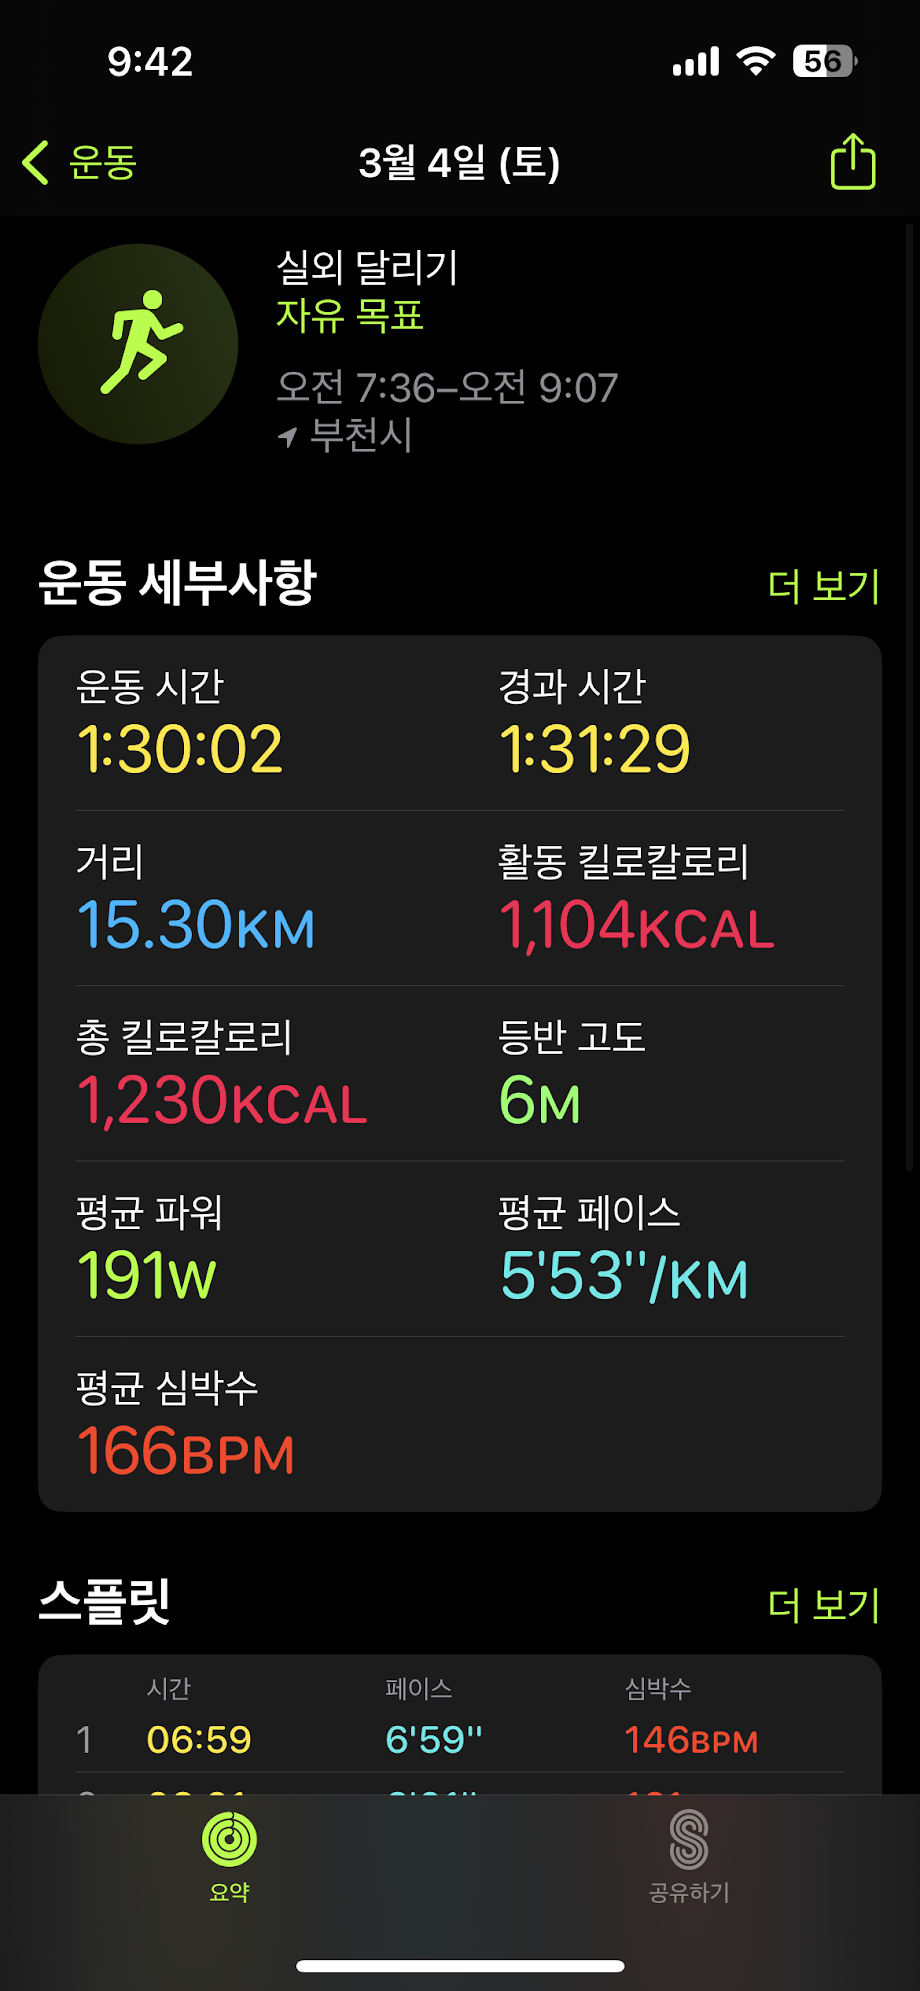 9:42
56
운동
3월 4일 (토)
실외 달리기
자유 목표
오전 7:36–오전 9:07
부천시
운동 세부사항
더 보기
운동 시간
경과 시간
1:30:02
1:31:29
거리
활동 킬로칼로리
15.30KM
1,104KCAL
총 킬로칼로리
등반 고도
1,230KCAL
6M
평균 파워
평균 페이스
191W
5'53''/KM
평균 심박수
166BPM
스플릿
더 보기
시간 페이스 심박수
1 06:59 6'59'' 146BPM
요약
공유하기